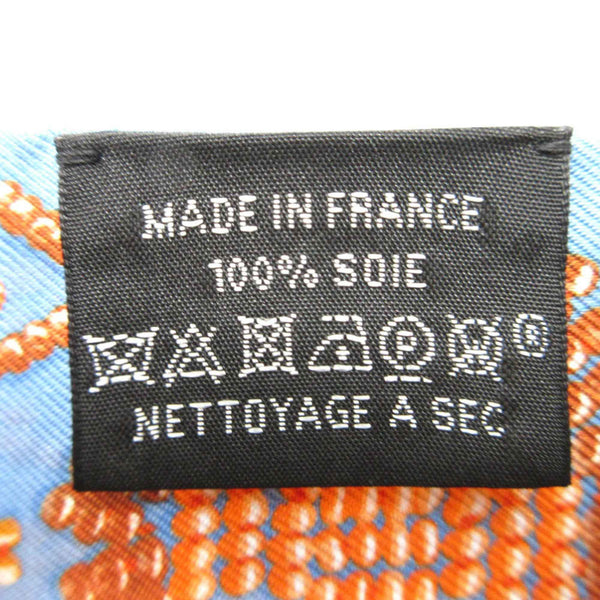 MADE IN FRANCE
100% SOIE
P ®
NETTOYAGE A SEC